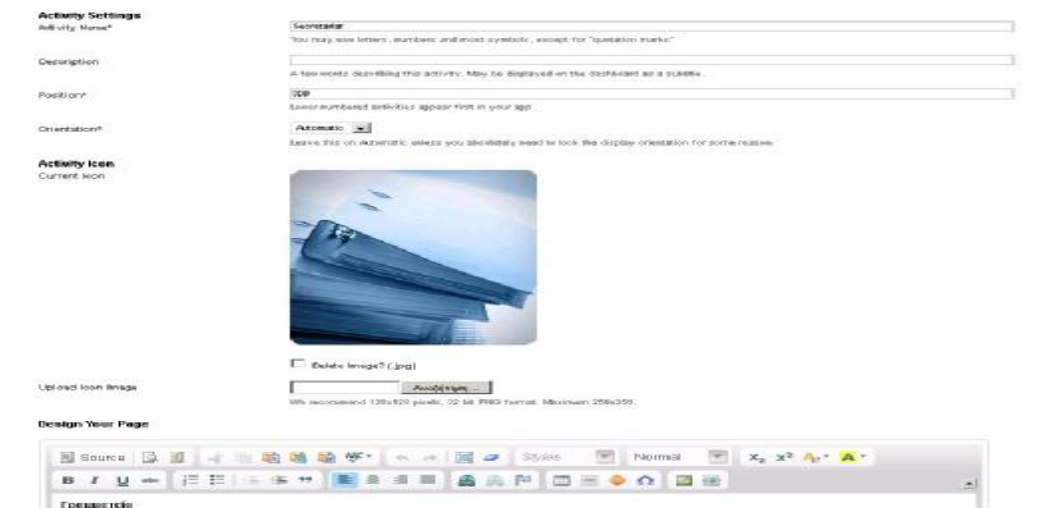 Activity Settings
Activity Name* Secretariat
You may use letters, numbers and most symbols, except for "quotation marks"
Description
A few words describing this activity. May be displayed on the dashboard as a subtitle.
Position*
Lower numbered activities appear first in your app
Orientation* Automatic
Leave this on Automatic unless you absolutely need to lock the display orientation for some reason.
Activity Icon
Current Icon
Delete Image? (.jpg)
Upload Icon Image Αναζήτηση ...
We recommend pixels, 32 bit PNG format. Maximum 256x256.
Design Your Page
Source Styles Normal
B I U
Γραμματεία